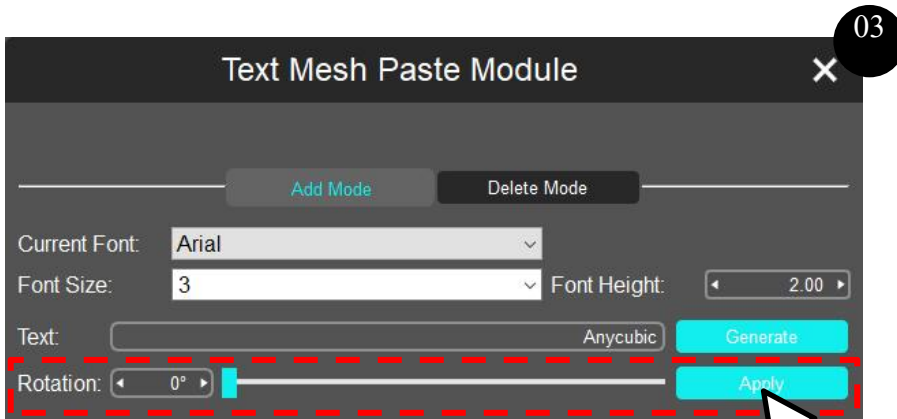 03
Text Mesh Paste Module
Add Mode Delete Mode
Current Font: Arial
Font Size: 3 Font Height: 2.00
Text: Anycubic Generate
Rotation: 0° Apply